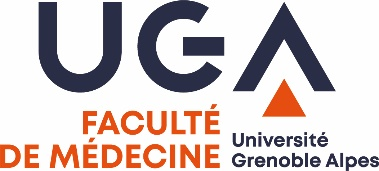 UGA
FACULTÉ
DE MÉDECINE
Université
Grenoble Alpes